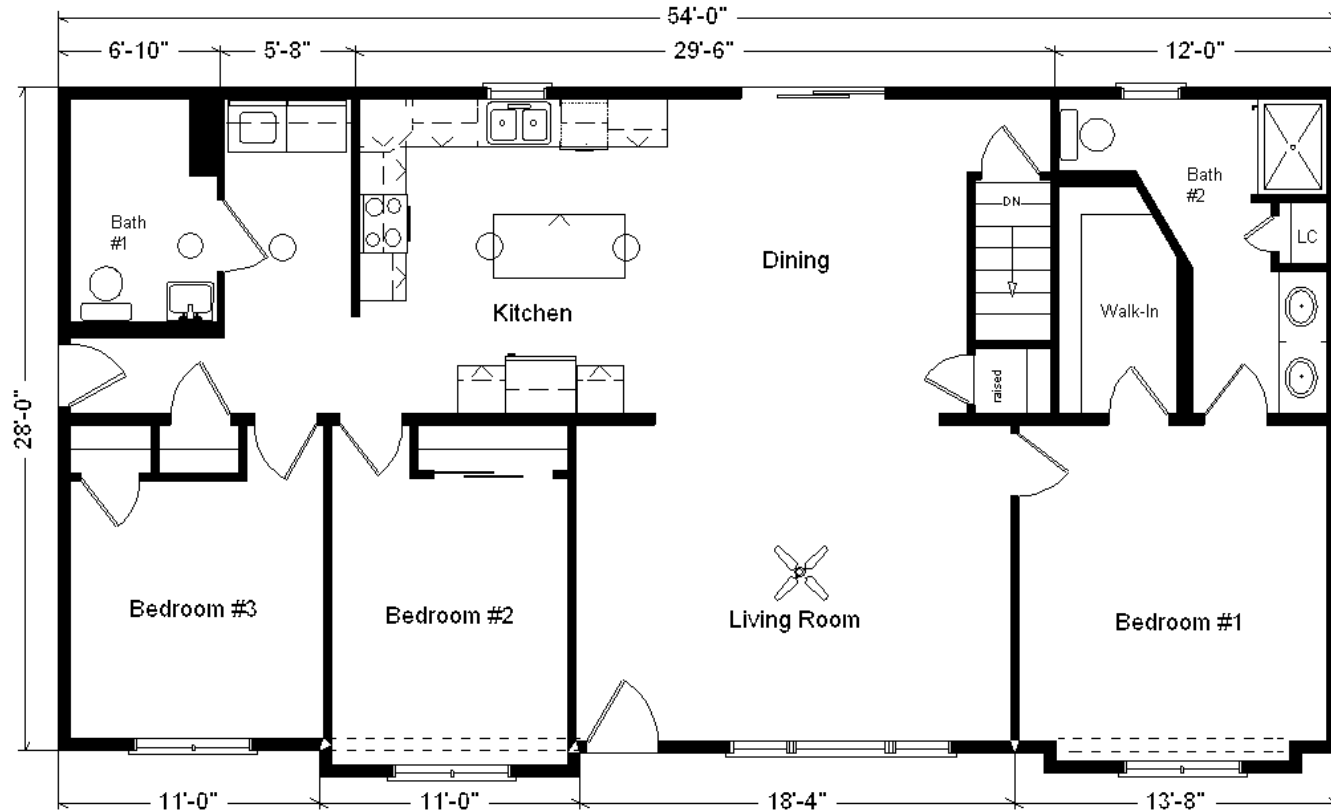 54'-0"
6'-10"
5'-8"
29'-6"
12'-0"
28'-0"
Bath
#1
Kitchen
Dining
DN
Bath
#2
LC
Walk-In
raised
Bedroom #3
Bedroom #2
Living Room
Bedroom #1
11'-0"
11'-0"
18'-4"
13'-8"